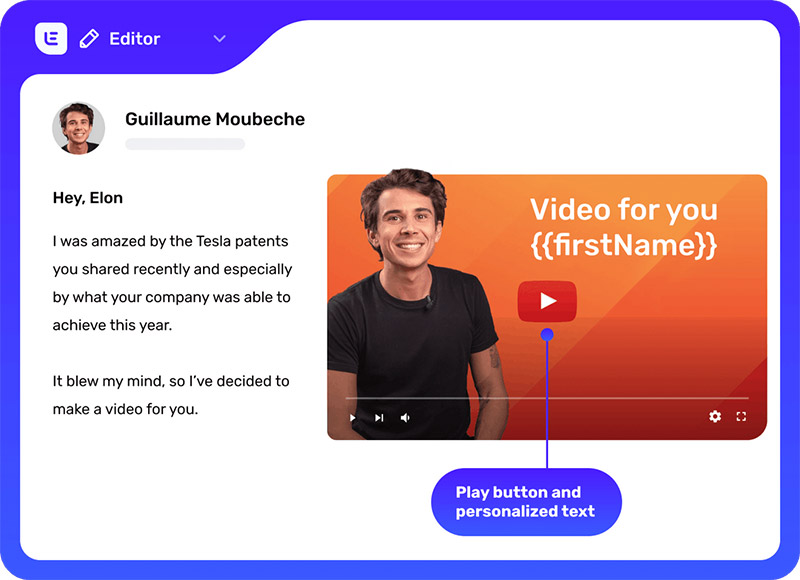 E
Editor
Guillaume Moubeche
Hey, Elon
I was amazed by the Tesla patents
you shared recently and especially
by what your company was able to
achieve this year.
It blew my mind, so I’ve decided to
make a video for you.
Video for you
{{firstName}}
Play button and
personalized text